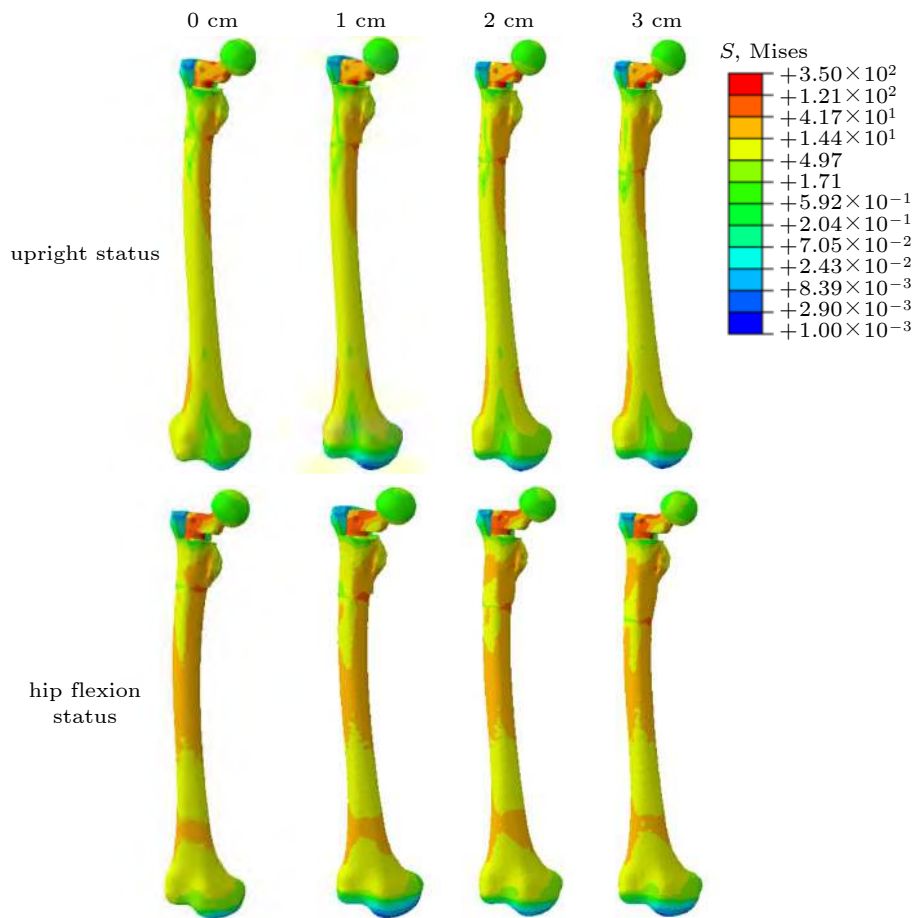 0 cm
1 cm
2 cm
3 cm
S, Mises
+3.50×10²
+1.21×10²
+4.17×10¹
+1.44×10¹
+4.97
+1.71
+5.92×10⁻¹
+2.04×10⁻¹
+7.05×10⁻²
+2.43×10⁻²
+8.39×10⁻³
+2.90×10⁻³
+1.00×10⁻³
upright status
hip flexion
status